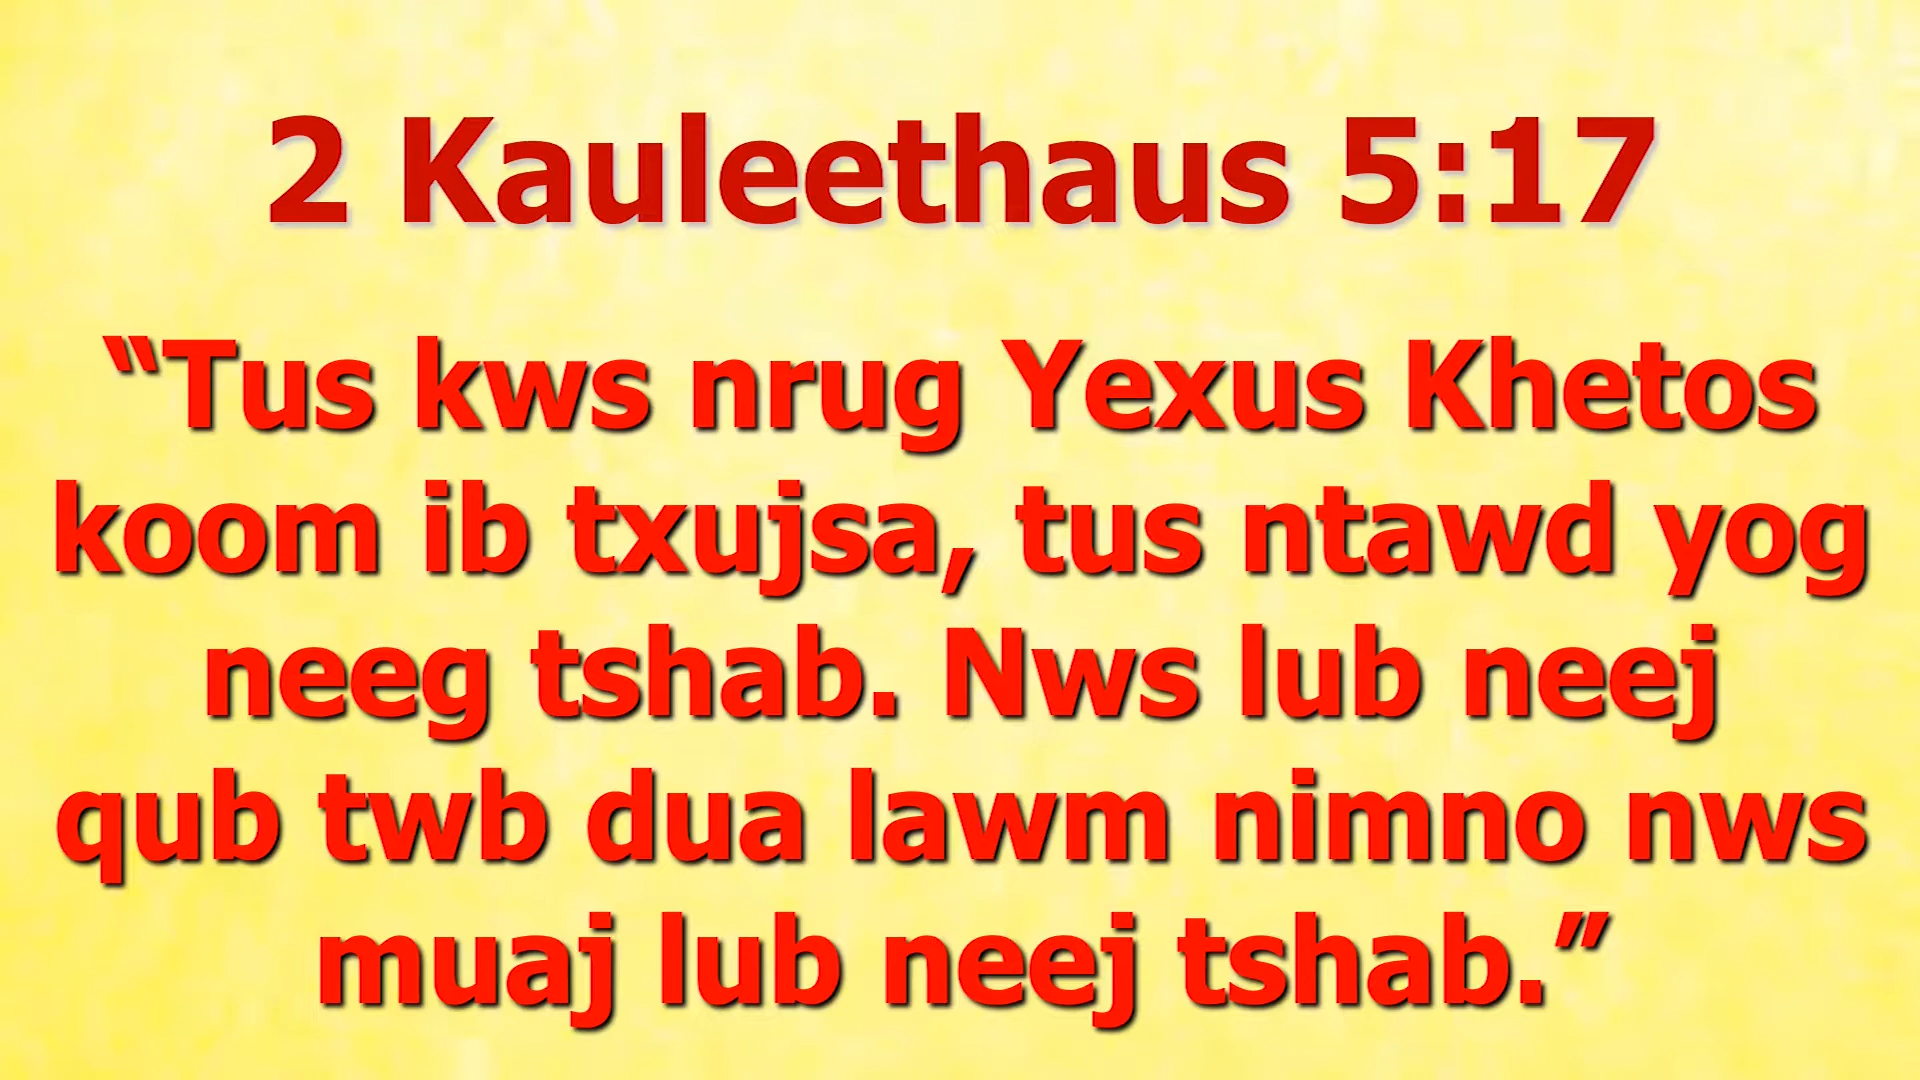 2 Kauleethaus 5:17
“Tus kws nrug Yexus Khetos
koom ib txujsa, tus ntawd yog
neeg tshab. Nws lub neej
qub twb dua lawm nimno nws
muaj lub neej tshab.”